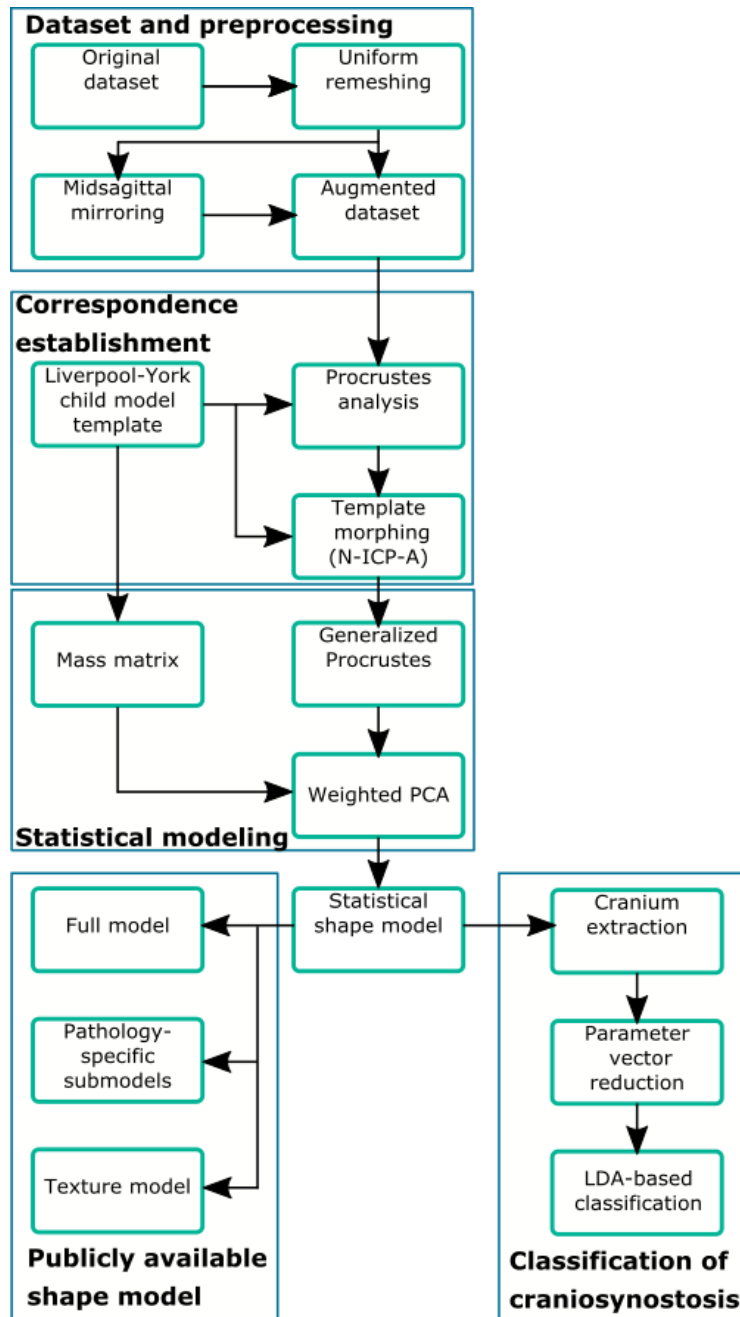 Dataset and preprocessing
Original
dataset
Uniform
remeshing
Midsagittal
mirroring
Augmented
dataset
Correspondence
establishment
Liverpool-York
child model
template
Procrustes
analysis
Template
morphing
(N-ICP-A)
Mass matrix
Generalized
Procrustes
Weighted PCA
Statistical modeling
Full model
Statistical
shape model
Cranium
extraction
Pathology-
specific
submodels
Parameter
vector
reduction
Texture model
LDA-based
classification
Publicly available
shape model
Classification of
craniosynostosis